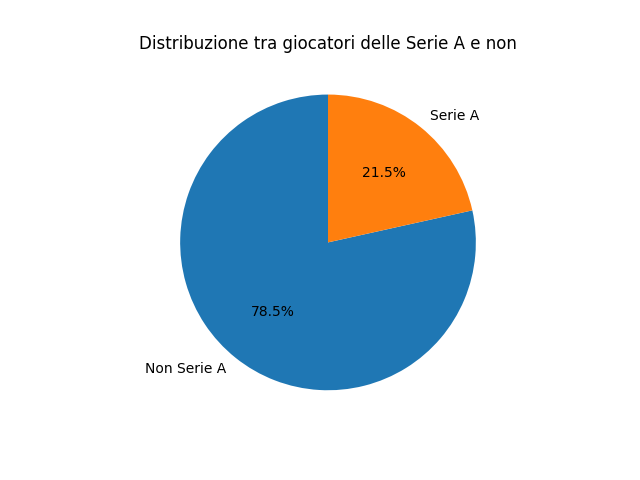 Distribuzione tra giocatori delle Serie A e non
Serie A
21.5%
78.5%
Non Serie A